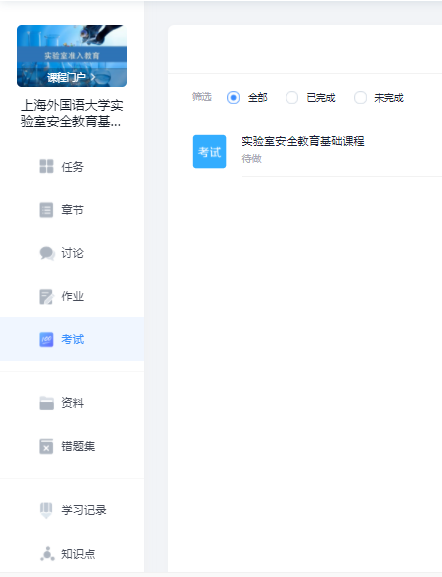 实验室准入教育
课程门户
上海外国语大学实
验室安全教育基...
任务
章节
讨论
作业
考试
资料
错题集
学习记录
知识点
筛选 全部 已完成 未完成
考试
实验室安全教育基础课程
待做